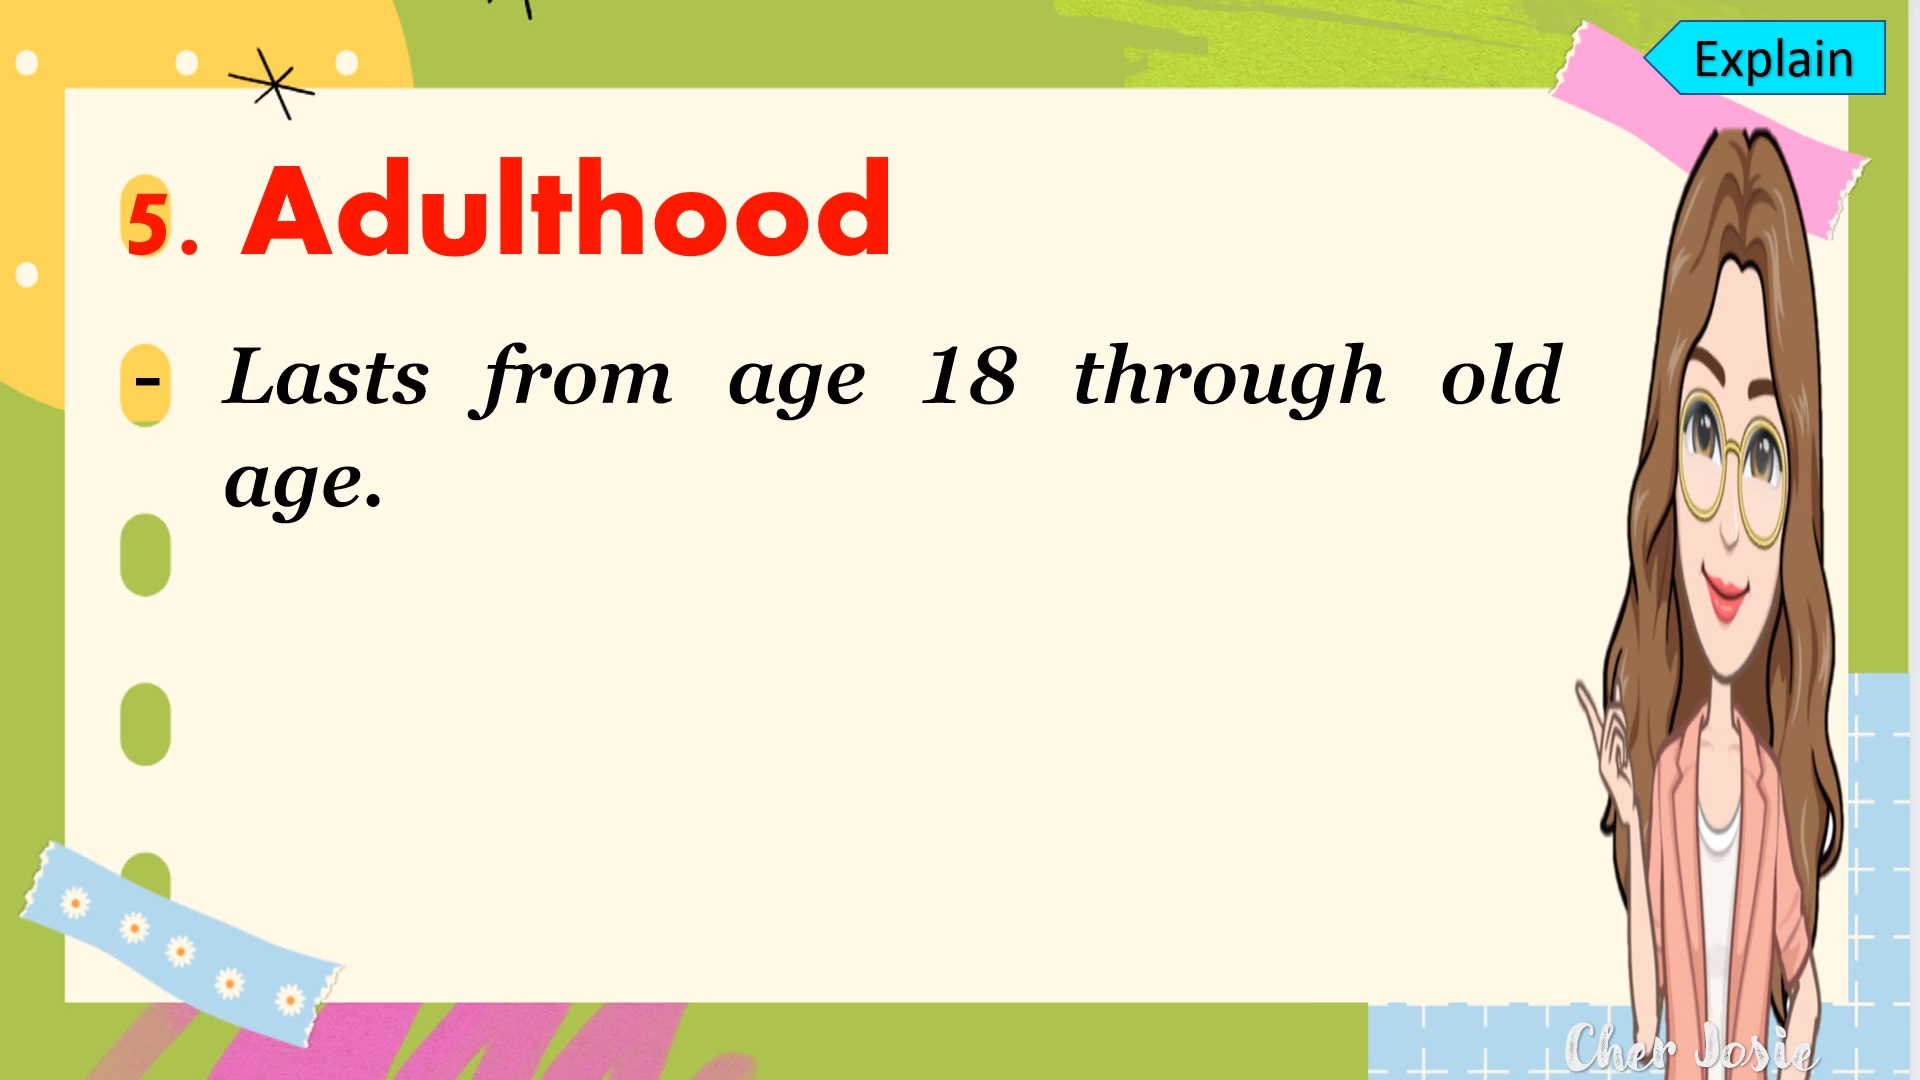 Explain
5. Adulthood
- Lasts from age 18 through old
age.
Cher Josie